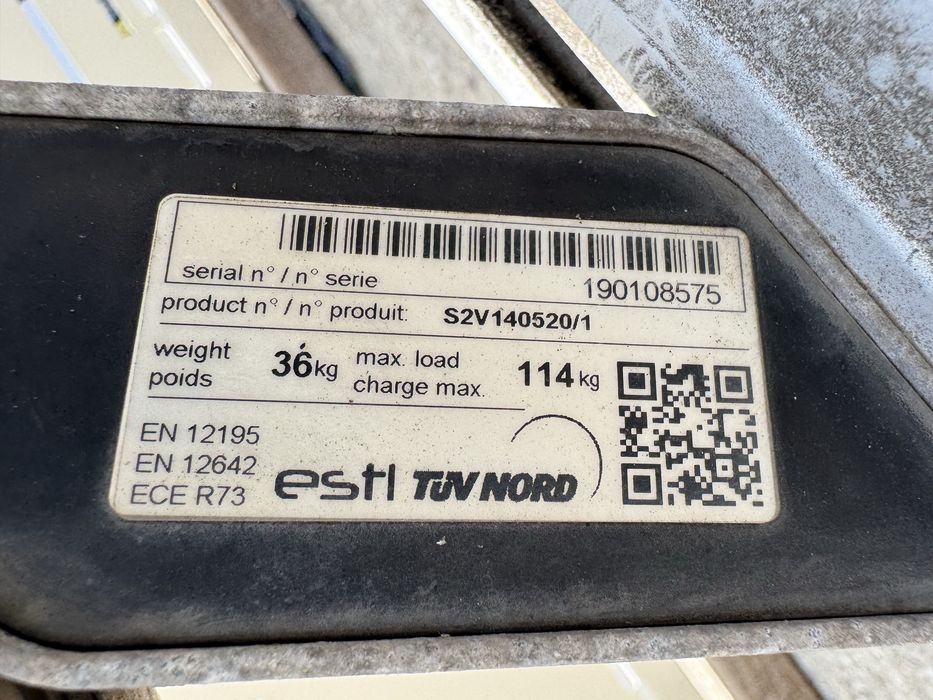 serial n° / n° serie 190108575
product n° / n° produit: S2V140520/1
weight 36kg max. load 114kg
poids charge max.
EN 12195
EN 12642
ECE R73
estl TÜV NORD